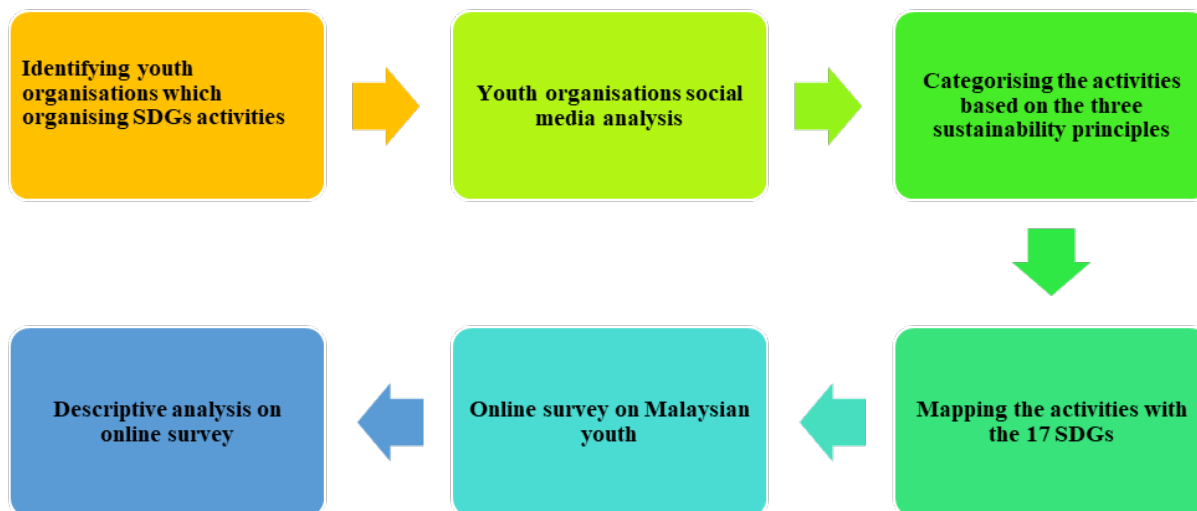 Identifying youth
organisations which
organising SDGs activities
Youth organisations social
media analysis
Categorising the activities
based on the three
sustainability principles
Mapping the activities with
the 17 SDGs
Online survey on Malaysian
youth
Descriptive analysis on
online survey